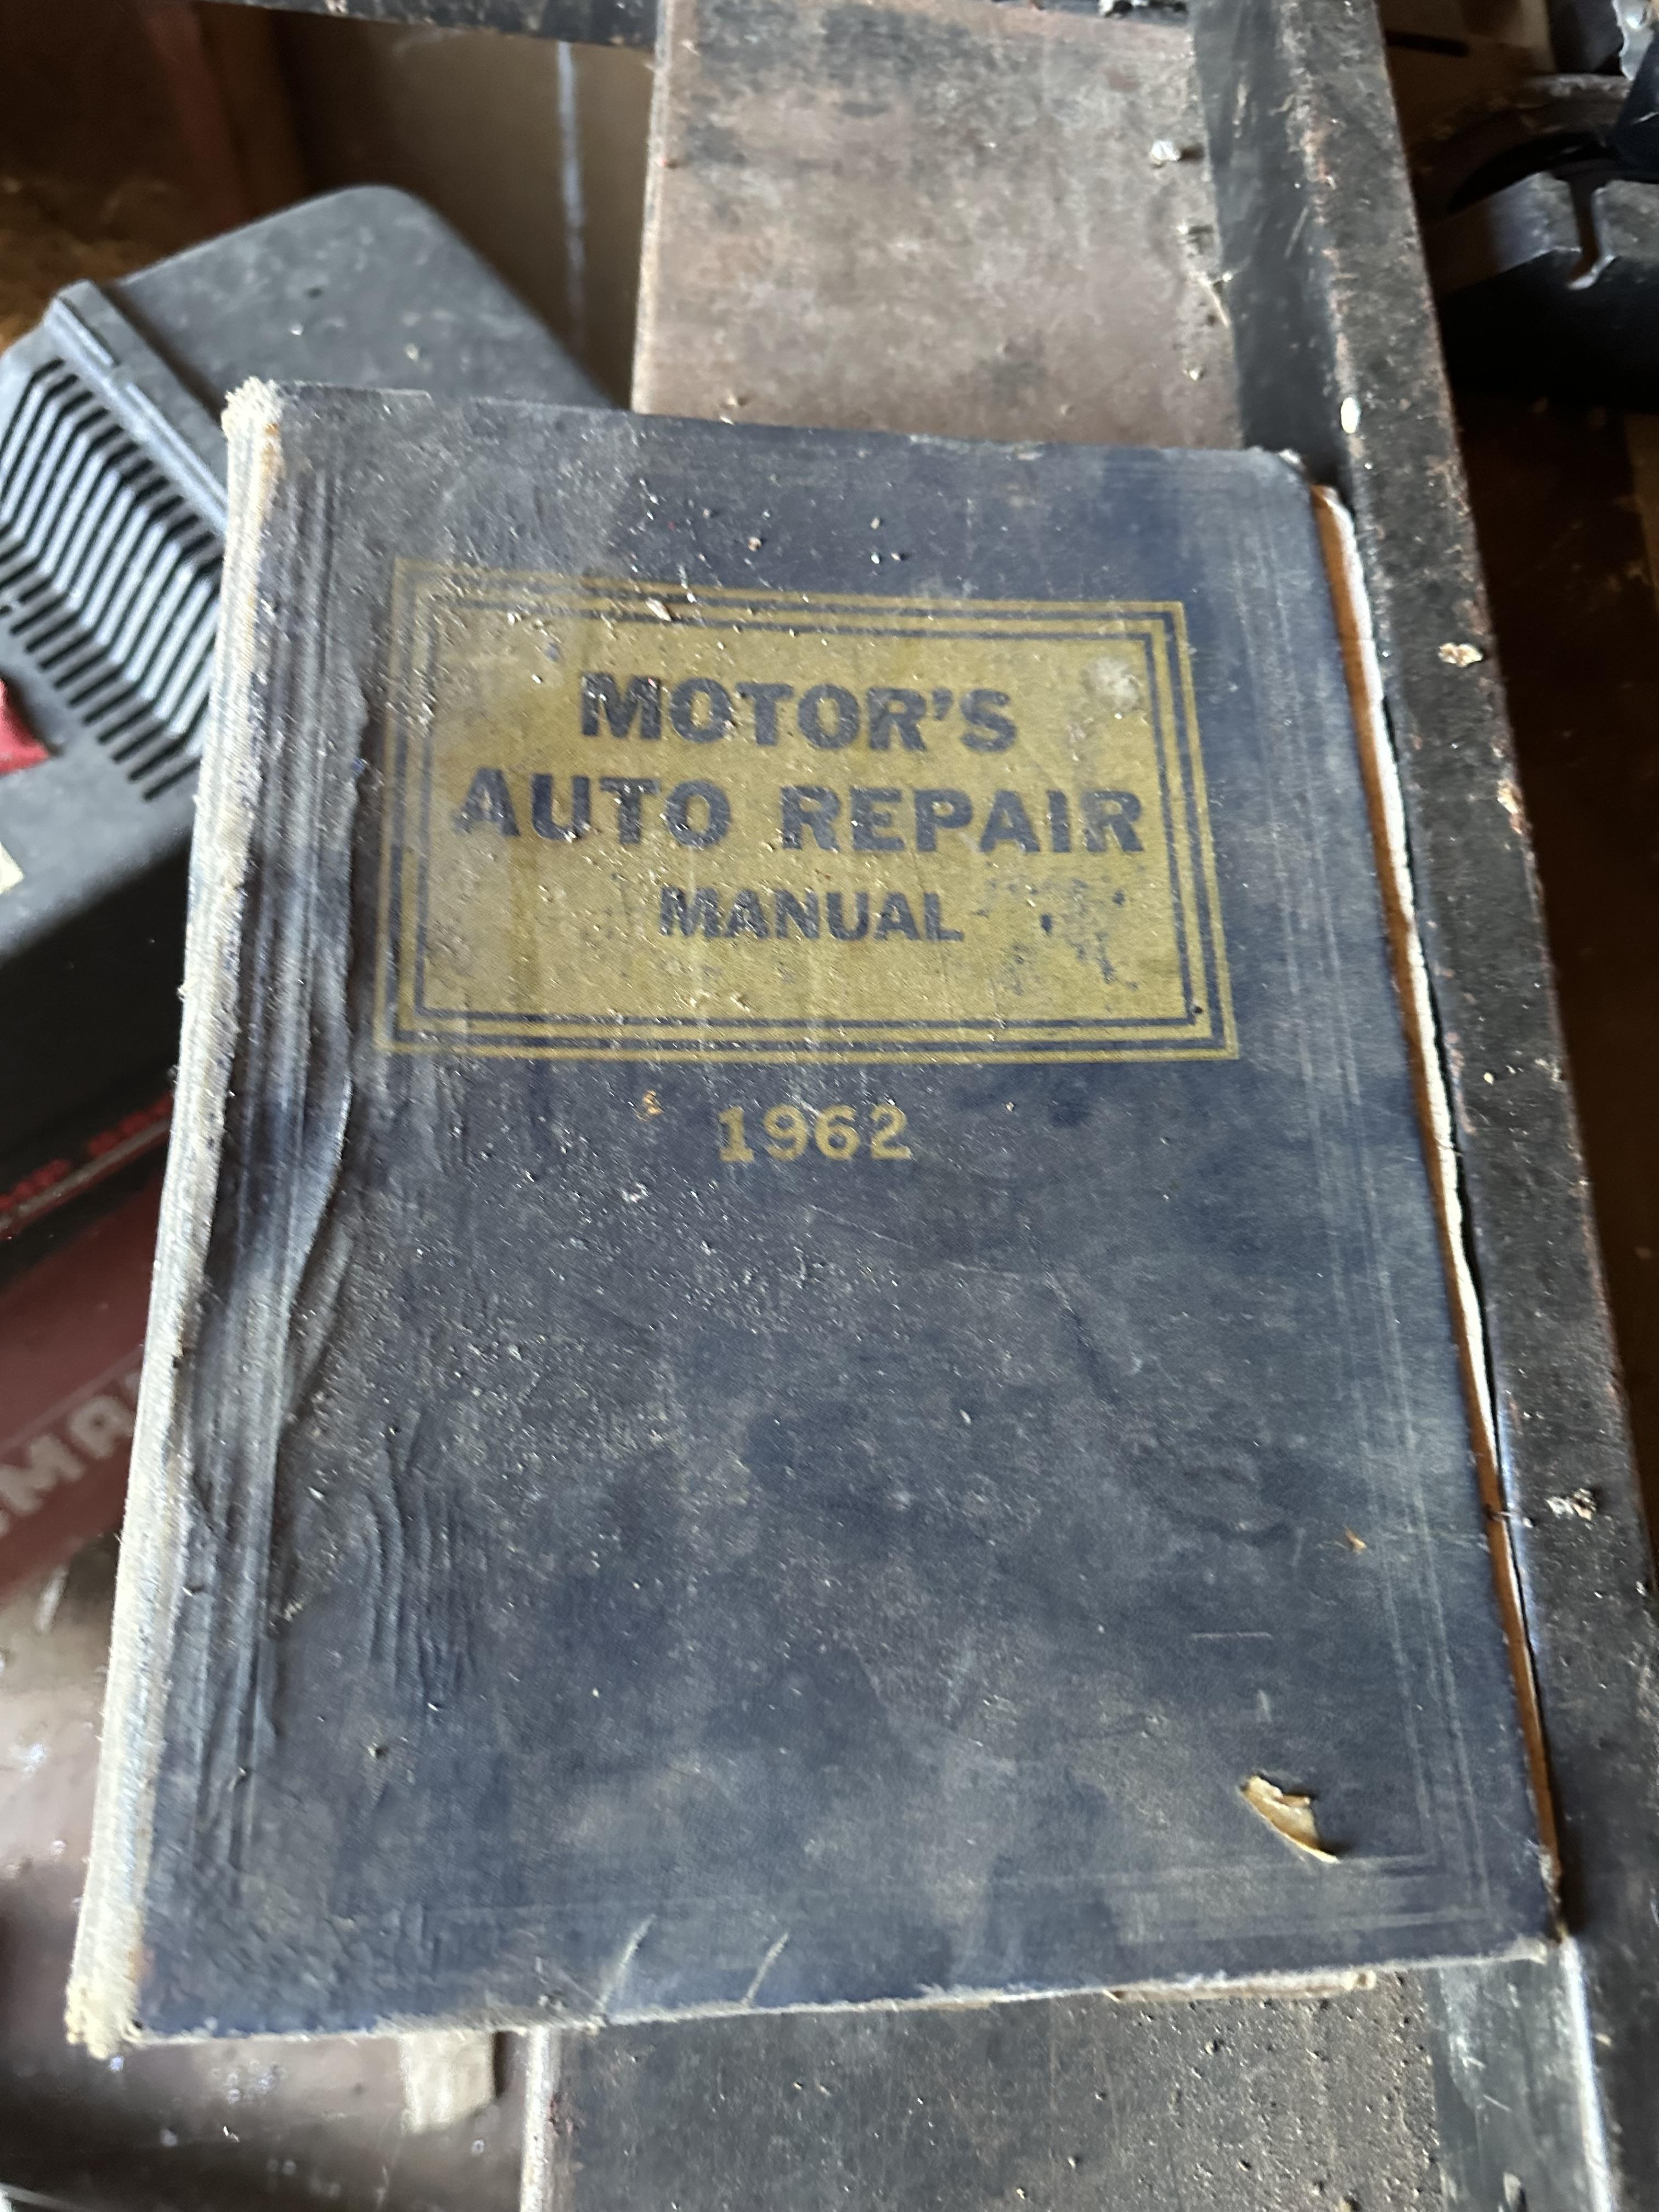 MOTOR'S
AUTO REPAIR
MANUAL
1962